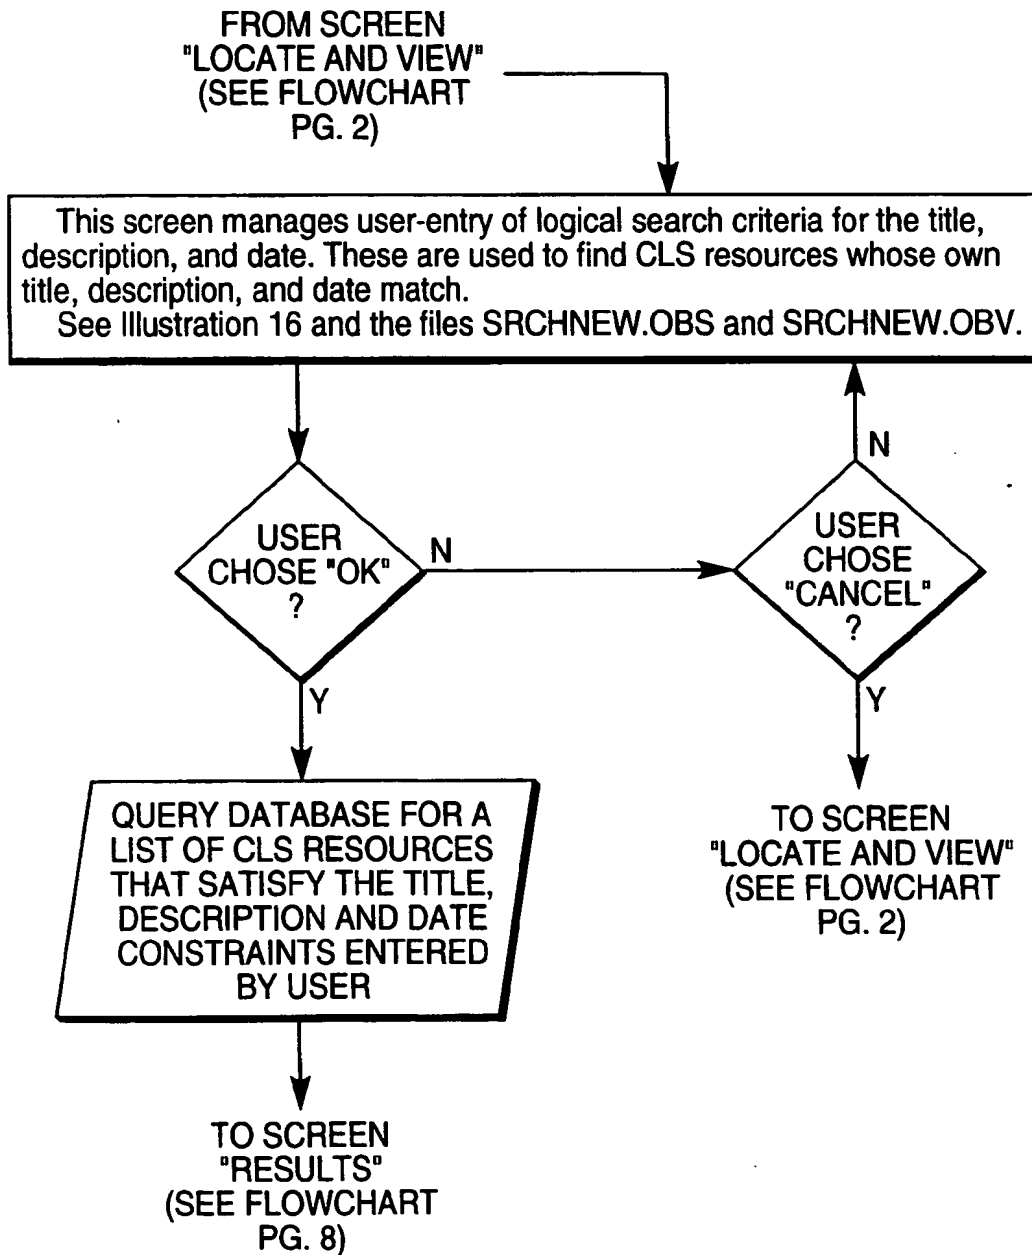 FROM SCREEN
"LOCATE AND VIEW"
(SEE FLOWCHART
PG. 2)
This screen manages user-entry of logical search criteria for the title,
description, and date. These are used to find CLS resources whose own
title, description, and date match.
See Illustration 16 and the files SRCHNEW.OBS and SRCHNEW.OBV.
USER
CHOSE "OK"
?
N
Y
USER
CHOSE
"CANCEL"
?
N
Y
QUERY DATABASE FOR A
LIST OF CLS RESOURCES
THAT SATISFY THE TITLE,
DESCRIPTION AND DATE
CONSTRAINTS ENTERED
BY USER
TO SCREEN
"LOCATE AND VIEW"
(SEE FLOWCHART
PG. 2)
TO SCREEN
"RESULTS"
(SEE FLOWCHART
PG. 8)